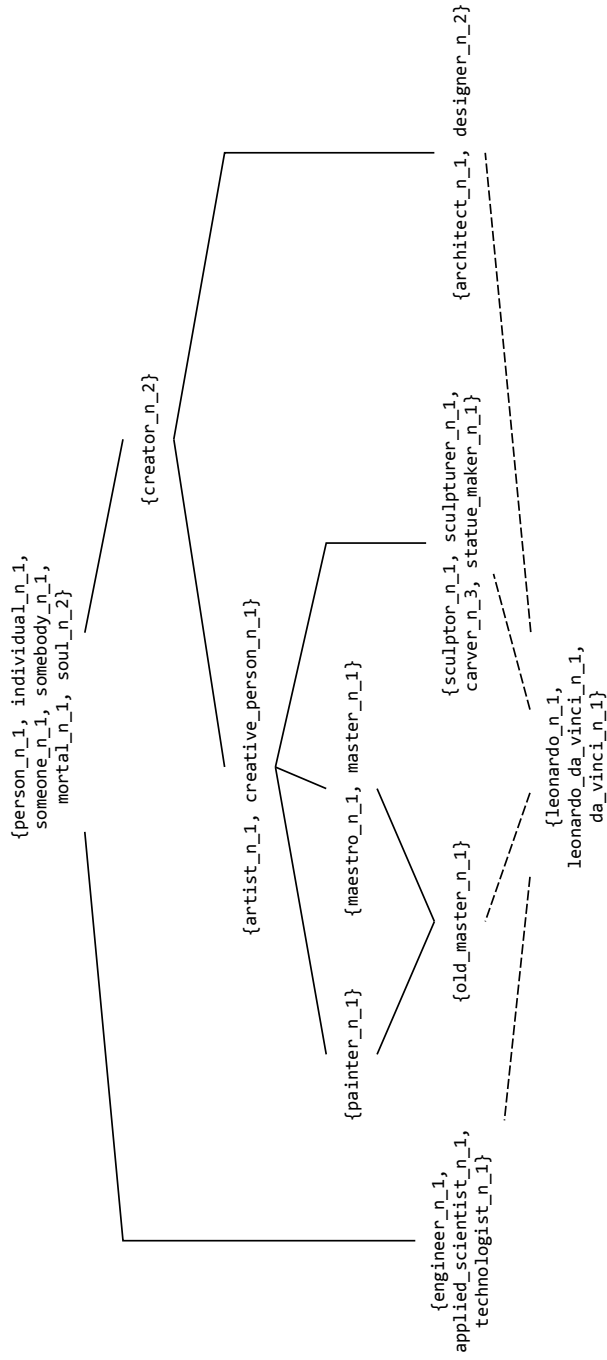 {person_n_1, individual_n_1,
someone_n_1, somebody_n_1,
mortal_n_1, soul_n_2}
{creator_n_2}
{artist_n_1, creative_person_n_1}
{painter_n_1}
{maestro_n_1, master_n_1}
{engineer_n_1,
applied_scientist_n_1,
technologist_n_1}
{old_master_n_1}
{sculptor_n_1, sculpturer_n_1,
carver_n_3, statue_maker_n_1}
{architect_n_1, designer_n_2}
{leonardo_n_1,
leonardo_da_vinci_n_1,
da_vinci_n_1}